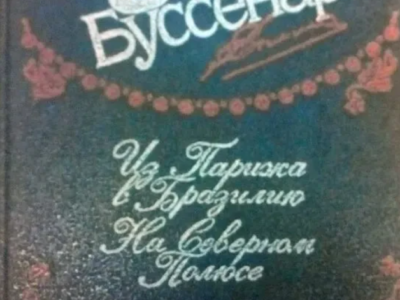 Буссенар
Из Парижа
в Бразилию
На Северном
Полюсе